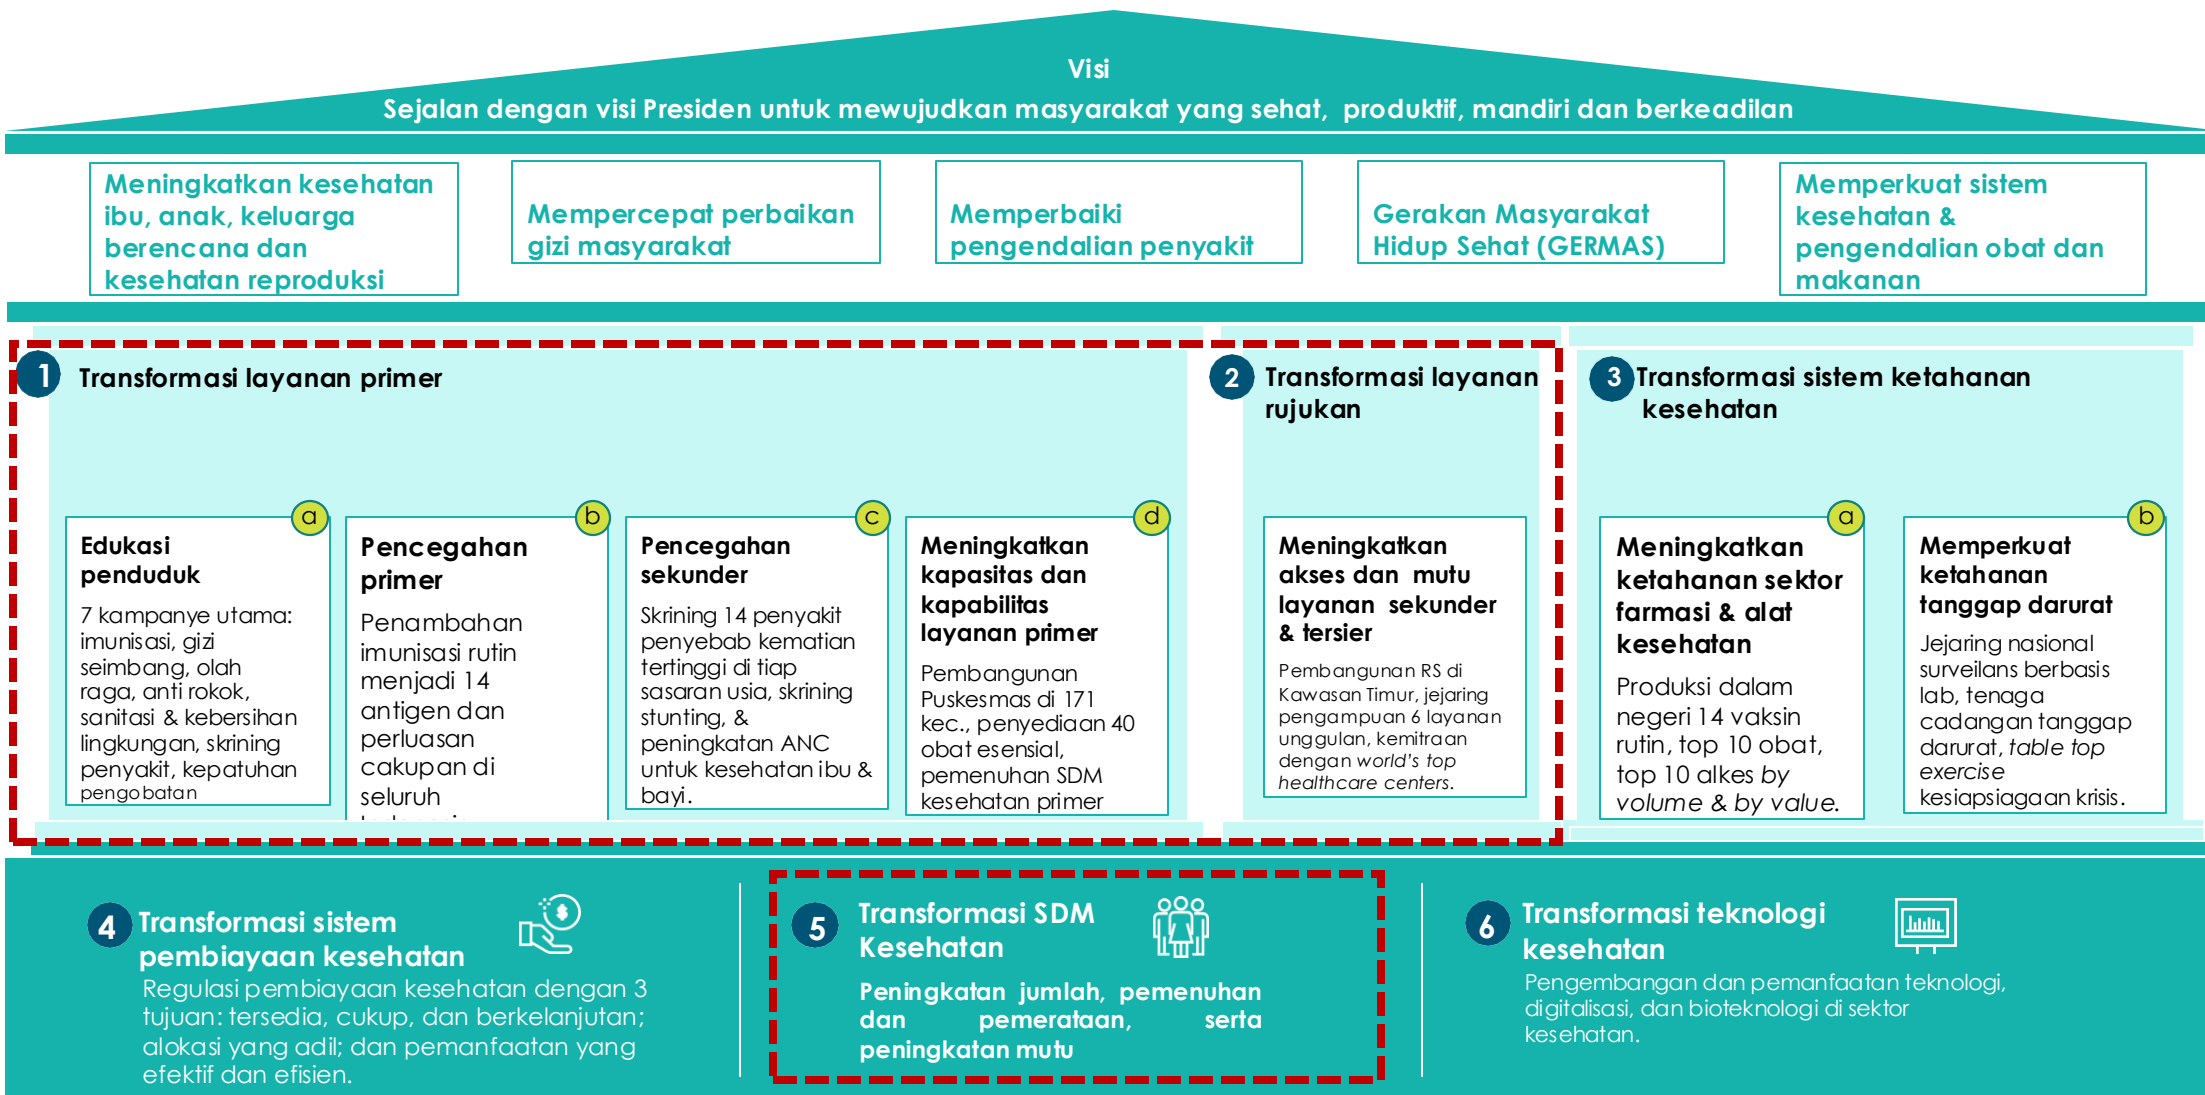 Visi
Sejalan dengan visi Presiden untuk mewujudkan masyarakat yang sehat, produktif, mandiri dan berkeadilan
Meningkatkan kesehatan
ibu, anak, keluarga
berencana dan
kesehatan reproduksi
Mempercepat perbaikan
gizi masyarakat
Memperbaiki
pengendalian penyakit
Gerakan Masyarakat
Hidup Sehat (GERMAS)
Memperkuat sistem
kesehatan &
pengendalian obat dan
makanan
1
Transformasi layanan primer
a
Edukasi
penduduk
7 kampanye utama:
imunisasi, gizi
seimbang, olah
raga, anti rokok,
sanitasi & kebersihan
lingkungan, skrining
penyakit, kepatuhan
pengobatan
b
Pencegahan
primer
Penambahan
imunisasi rutin
menjadi 14
antigen dan
perluasan
cakupan di
seluruh
c
Pencegahan
sekunder
Skrining 14 penyakit
penyebab kematian
tertinggi di tiap
sasaran usia, skrining
stunting, &
peningkatan ANC
untuk kesehatan ibu &
bayi.
d
Meningkatkan
kapasitas dan
kapabilitas
layanan primer
Pembangunan
Puskesmas di 171
kec., penyediaan 40
obat esensial,
pemenuhan SDM
kesehatan primer
2
Transformasi layanan
rujukan
Meningkatkan
akses dan mutu
layanan sekunder
& tersier
Pembangunan RS di
Kawasan Timur, jejaring
pengampuan 6 layanan
unggulan, kemitraan
dengan world's top
healthcare centers.
3
Transformasi sistem ketahanan
kesehatan
a
Meningkatkan
ketahanan sektor
farmasi & alat
kesehatan
Produksi dalam
negeri 14 vaksin
rutin, top 10 obat,
top 10 alkes by
volume & by value.
b
Memperkuat
ketahanan
tanggap darurat
Jejaring nasional
surveilans berbasis
lab, tenaga
cadangan tanggap
darurat, table top
exercise
kesiapsiagaan krisis.
4
Transformasi sistem
pembiayaan kesehatan
Regulasi pembiayaan kesehatan dengan 3
tujuan: tersedia, cukup, dan berkelanjutan;
alokasi yang adil; dan pemanfaatan yang
efektif dan efisien.
5
Transformasi SDM
Kesehatan
Peningkatan jumlah, pemenuhan
dan pemerataan, serta
peningkatan mutu
6
Transformasi teknologi
kesehatan
Pengembangan dan pemanfaatan teknologi,
digitalisasi, dan bioteknologi di sektor
kesehatan.